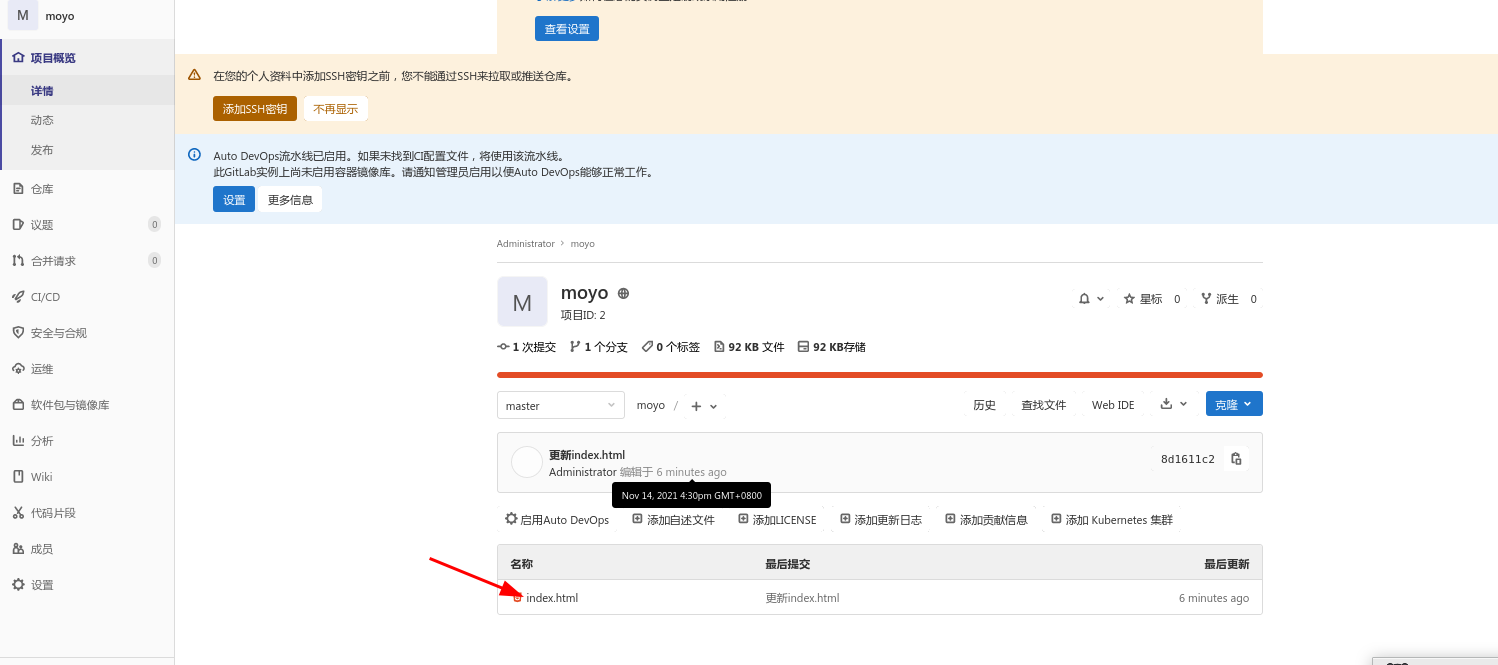 M moyo
项目概览
详情
动态
发布
仓库
议题 0
合并请求 0
CI/CD
安全与合规
运维
软件包与镜像库
分析
Wiki
代码片段
成员
设置
查看设置
在您的个人资料中添加SSH密钥之前，您不能通过SSH来拉取或推送仓库。
添加SSH密钥 不再显示
Auto DevOps流水线已启用。如果未找到CI配置文件，将使用该流水线。
此GitLab实例上尚未启用容器镜像库。请通知管理员启用以便Auto DevOps能够正常工作。
设置 更多信息
Administrator › moyo
M
moyo
项目ID: 2
星标 0 派生 0
1 次提交 1 个分支 0 个标签 92 KB 文件 92 KB存储
master moyo / +
历史 查找文件 Web IDE 克隆
更新index.html
Administrator 编辑于 6 minutes ago
8d1611c2
Nov 14, 2021 4:30pm GMT+0800
启用Auto DevOps 添加自述文件 添加LICENSE 添加更新日志 添加贡献信息 添加 Kubernetes 集群
名称 最后提交 最后更新
index.html 更新index.html 6 minutes ago